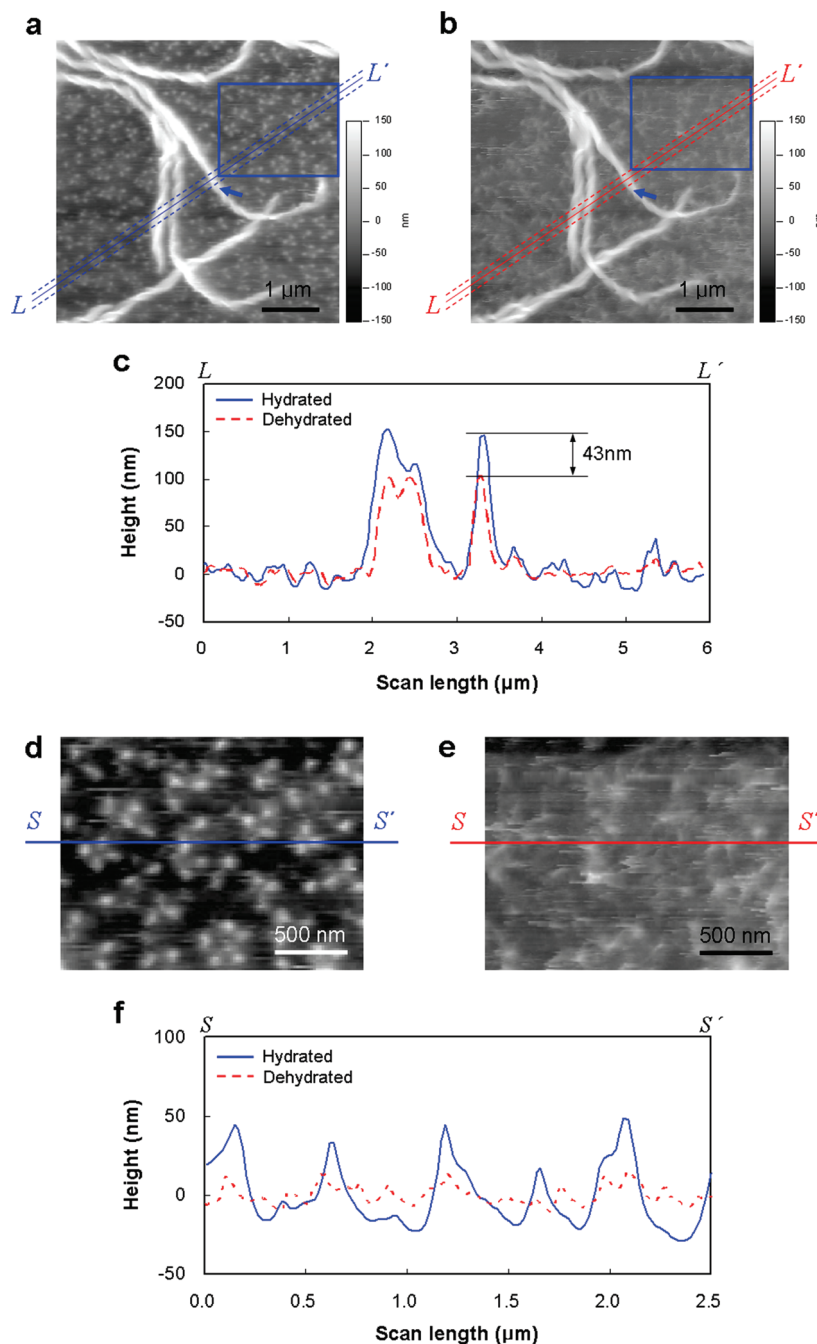 a
b
L´
L´
150
100
50
0
-50
-100
-150
nm
150
100
50
0
-50
-100
-150
nm
L
1 µm
L
1 µm
c
L
L´
200
150
100
50
0
-50
Height (nm)
Hydrated
Dehydrated
43nm
0 1 2 3 4 5 6
Scan length (µm)
d
e
S
S´
S
S´
500 nm
500 nm
f
S
S´
100
50
0
-50
Height (nm)
Hydrated
Dehydrated
0.0 0.5 1.0 1.5 2.0 2.5
Scan length (µm)